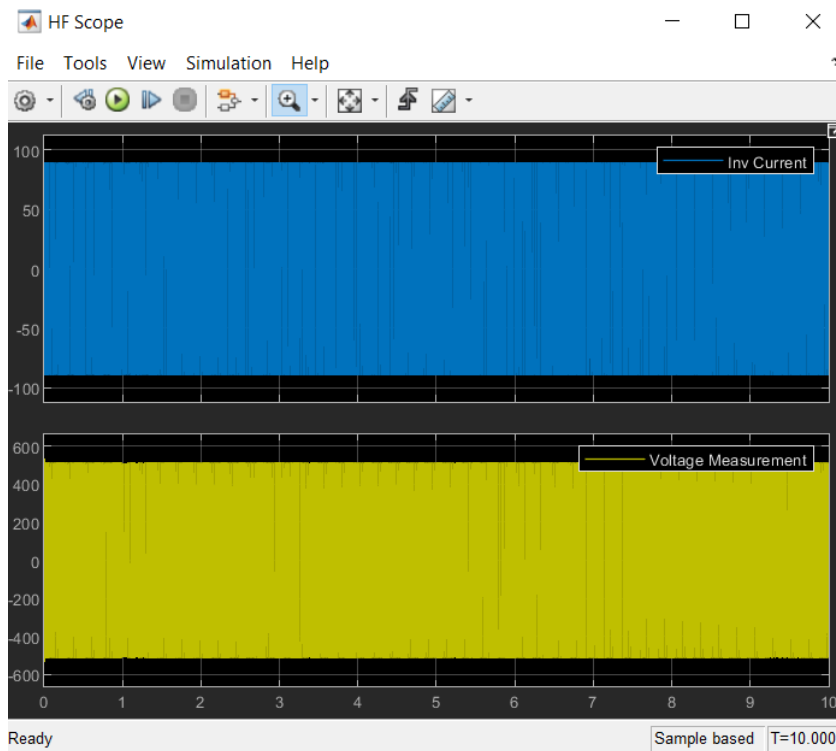 HF Scope
File Tools View Simulation Help
100
50
0
-50
-100
Inv Current
600
400
200
0
-200
-400
-600
Voltage Measurement
0 1 2 3 4 5 6 7 8 9 10
Ready
Sample based T=10.000